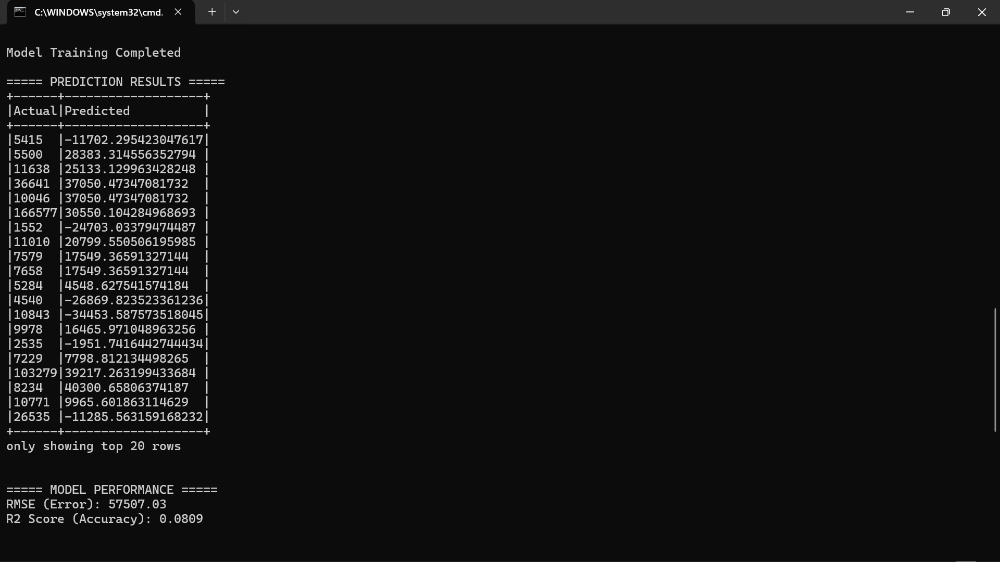 C:\WINDOWS\system32\cmd.
Model Training Completed
===== PREDICTION RESULTS =====
+------+-------------------+
|Actual|Predicted          |
+------+-------------------+
|5415  |-11702.295423047617|
|5500  |28383.314556352794 |
|11638 |25133.129963428248 |
|36641 |37050.47347081732  |
|10046 |37050.47347081732  |
|166577|30550.104284968693 |
|1552  |-24703.03379474487 |
|11010 |20799.550506195985 |
|7579  |17549.36591327144  |
|7658  |17549.36591327144  |
|5284  |4548.627541574184  |
|4540  |-26869.823523361236|
|10843 |-34453.587573518045|
|9978  |16465.971048963256 |
|2535  |-1951.7416442744434|
|7229  |7798.812134498265  |
|103279|39217.263199433684 |
|8234  |40300.65806374187  |
|10771 |9965.601863114629  |
|26535 |-11285.563159168232|
+------+-------------------+
only showing top 20 rows
===== MODEL PERFORMANCE =====
RMSE (Error): 57507.03
R2 Score (Accuracy): 0.0809